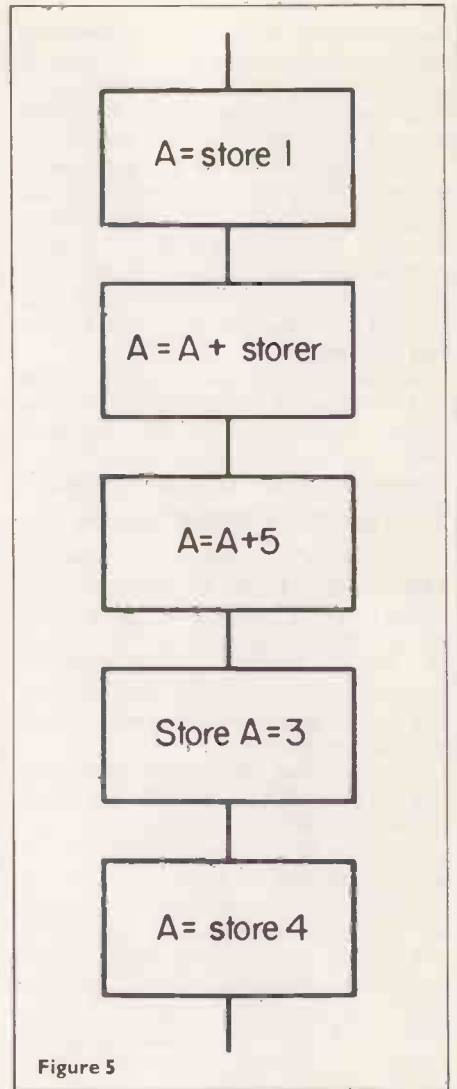 A = store 1
A = A + storer
A=A+5
Store A=3
A= store 4
Figure 5